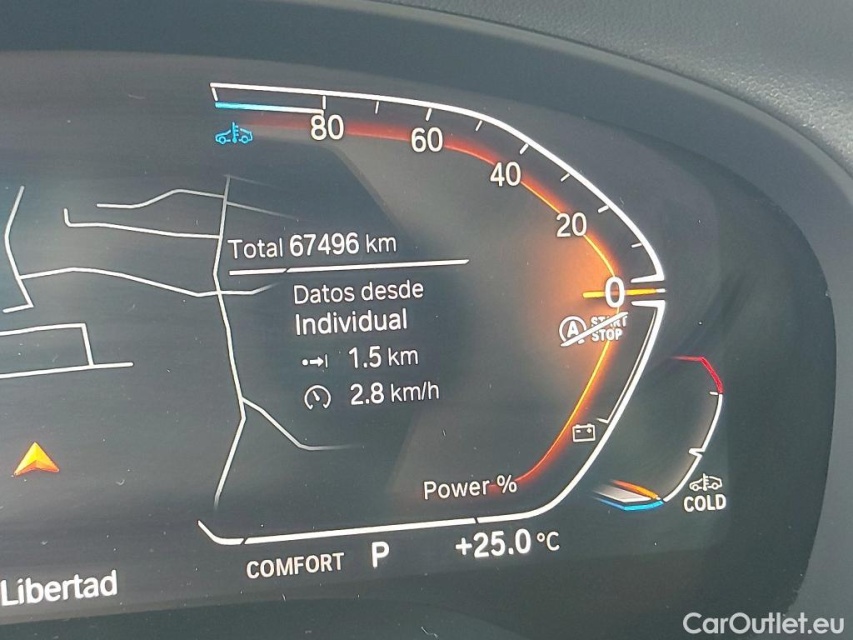 80
60
40
20
0
Total 67496 km
Datos desde
Individual
1.5 km
2.8 km/h
A START
STOP
Power %
COLD
COMFORT P +25.0 °C
Libertad
CarOutlet.eu